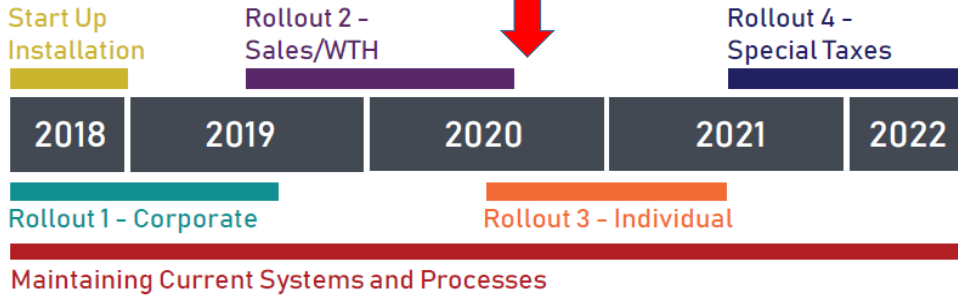 Start Up
Installation
Rollout 2 -
Sales/WTH
Rollout 4 -
Special Taxes
2018 2019 2020 2021 2022
Rollout 1 - Corporate
Rollout 3 - Individual
Maintaining Current Systems and Processes